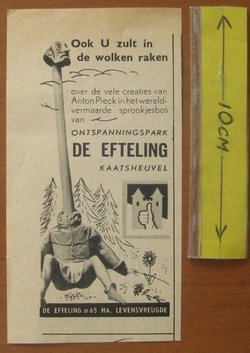 Ook U zult in
de wolken raken
over de vele creaties van
Anton Pieck in het wereld-
vermaarde sprookjesbos
van
ONTSPANNINGSPARK
DE EFTELING
KAATSHEUVEL
DE EFTELING = 65 HA. LEVENSVREUGDE
10CM